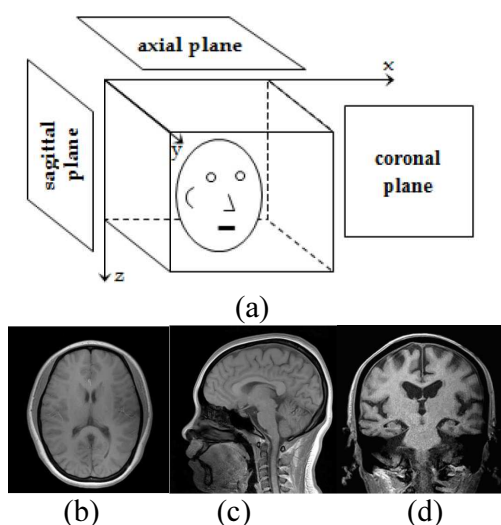 axial plane
x
sagittal
plane
y
coronal
plane
z
(a)
(b) (c) (d)